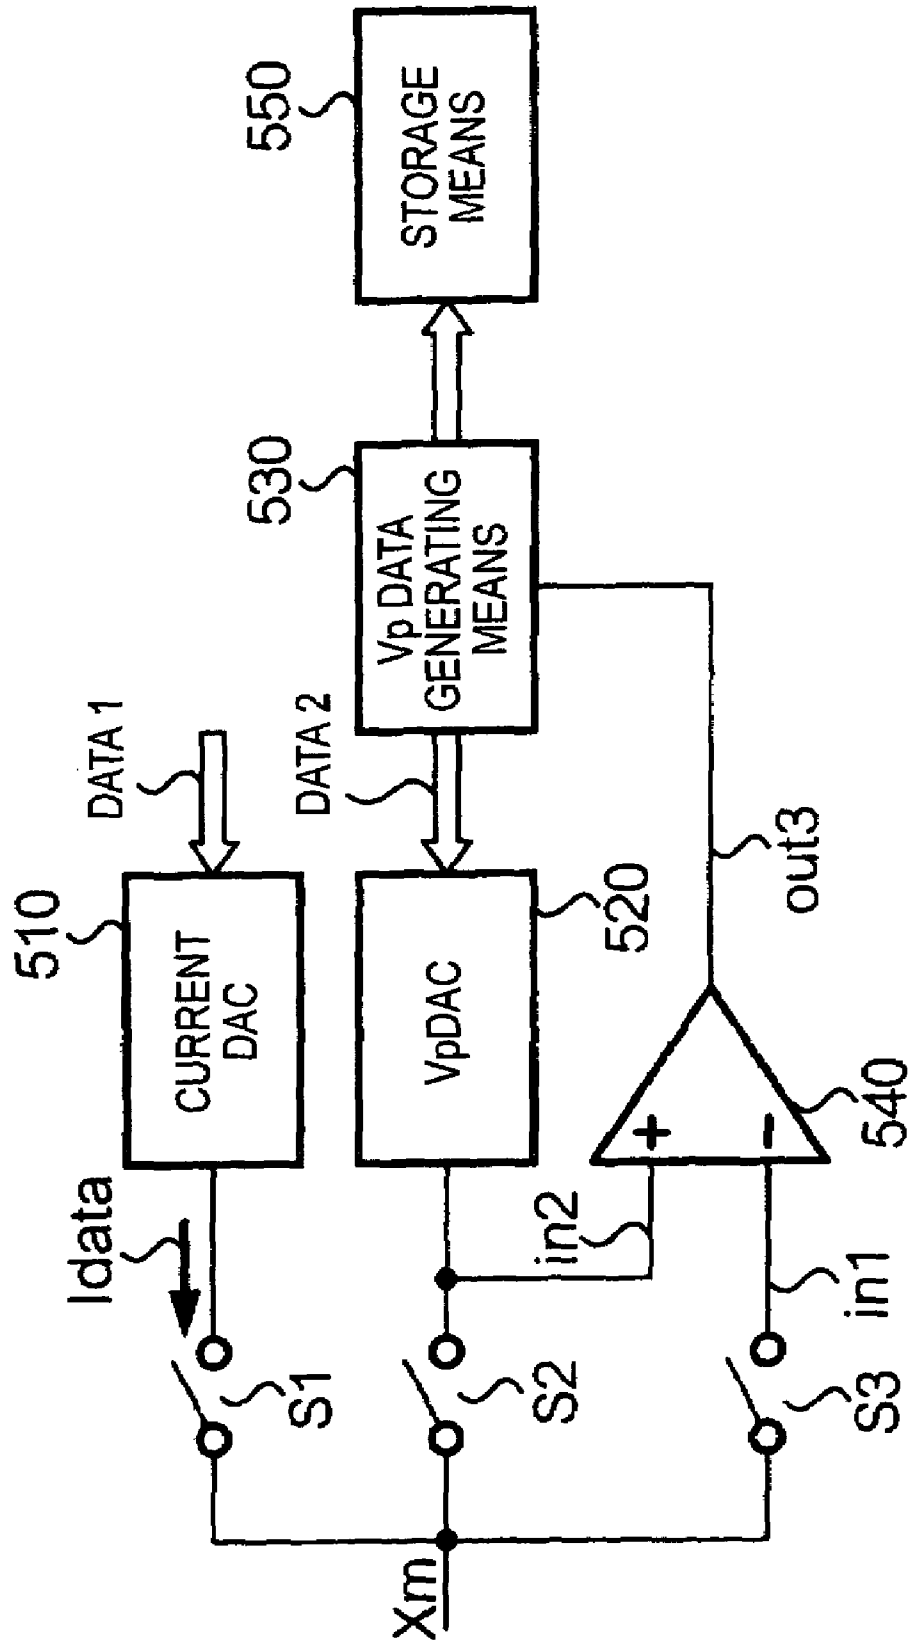 550
STORAGE
MEANS
530
Vp DATA
GENERATING
MEANS
DATA 1
DATA 2
510
CURRENT
DAC
520
VpDAC
out3
540
+
−
Idata
in2
in1
S1
S2
S3
Xm